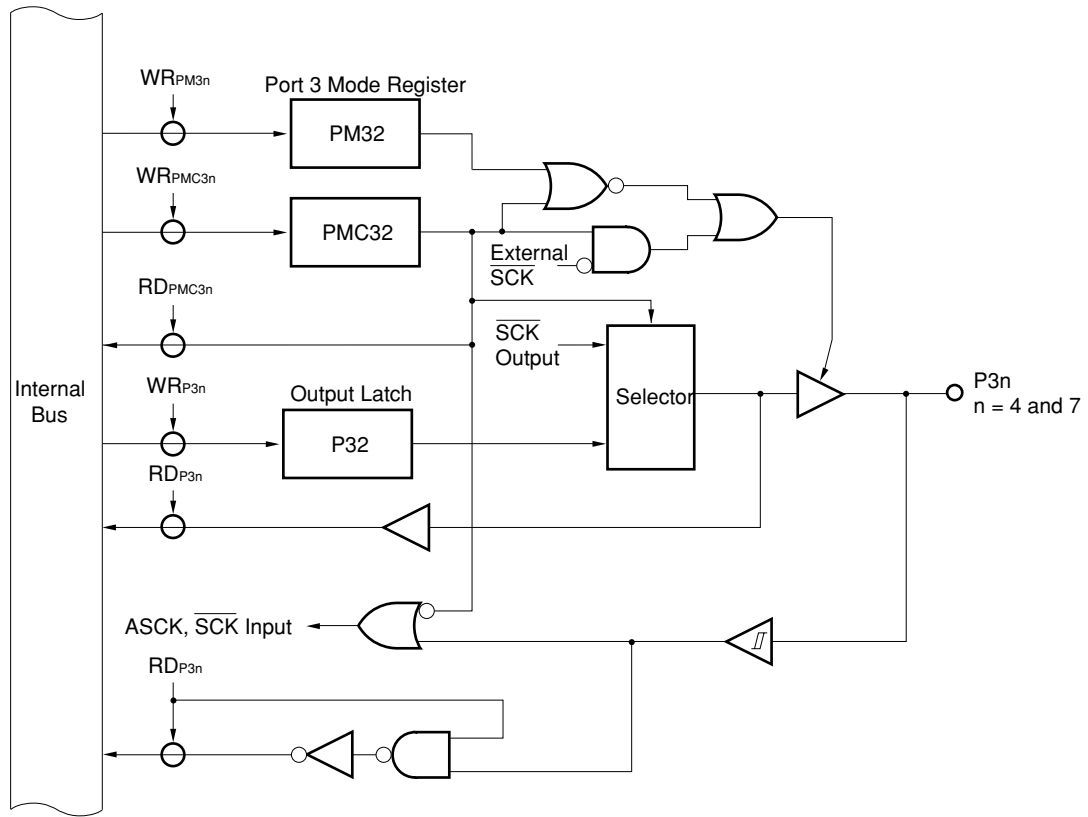 WRPM3n
Port 3 Mode Register
PM32
WRPMC3n
PMC32
External
SCK
RDPMC3n
SCK
Output
Internal
Bus
WRP3n
Output Latch
P32
Selector
P3n
n = 4 and 7
RDP3n
ASCK, SCK Input
RDP3n